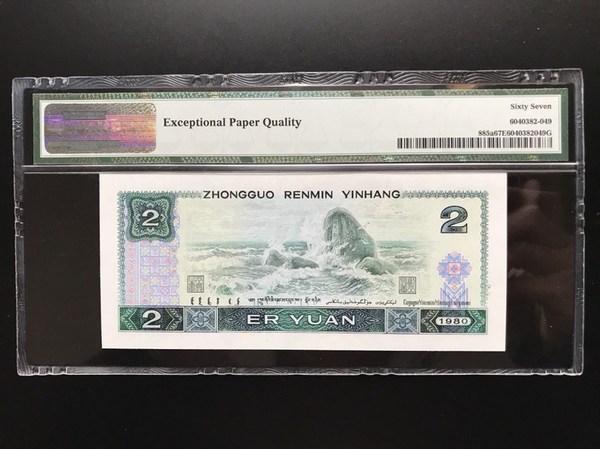 Sixty Seven
Exceptional Paper Quality
6040382-049
885a67E6040382049G
ZHONGGUO RENMIN YINHANG
2
2
2
ER YUAN
1980